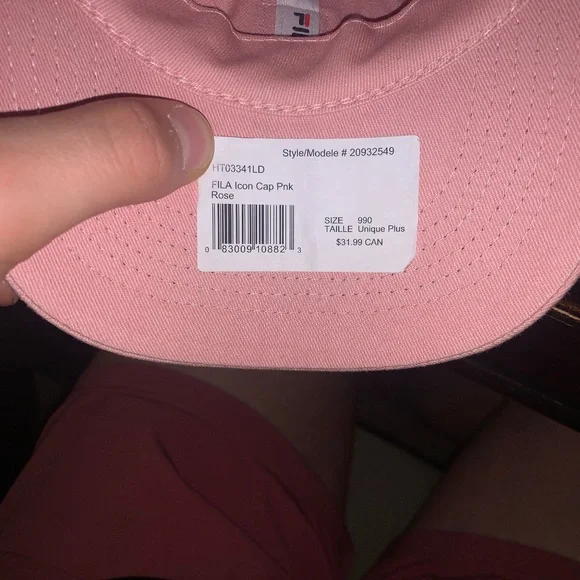 FILA
Style/Modele # 20932549
HT03341LD
FILA Icon Cap Pnk
Rose
SIZE 990
TAILLE Unique Plus
$31.99 CAN
0 83009 10882 3